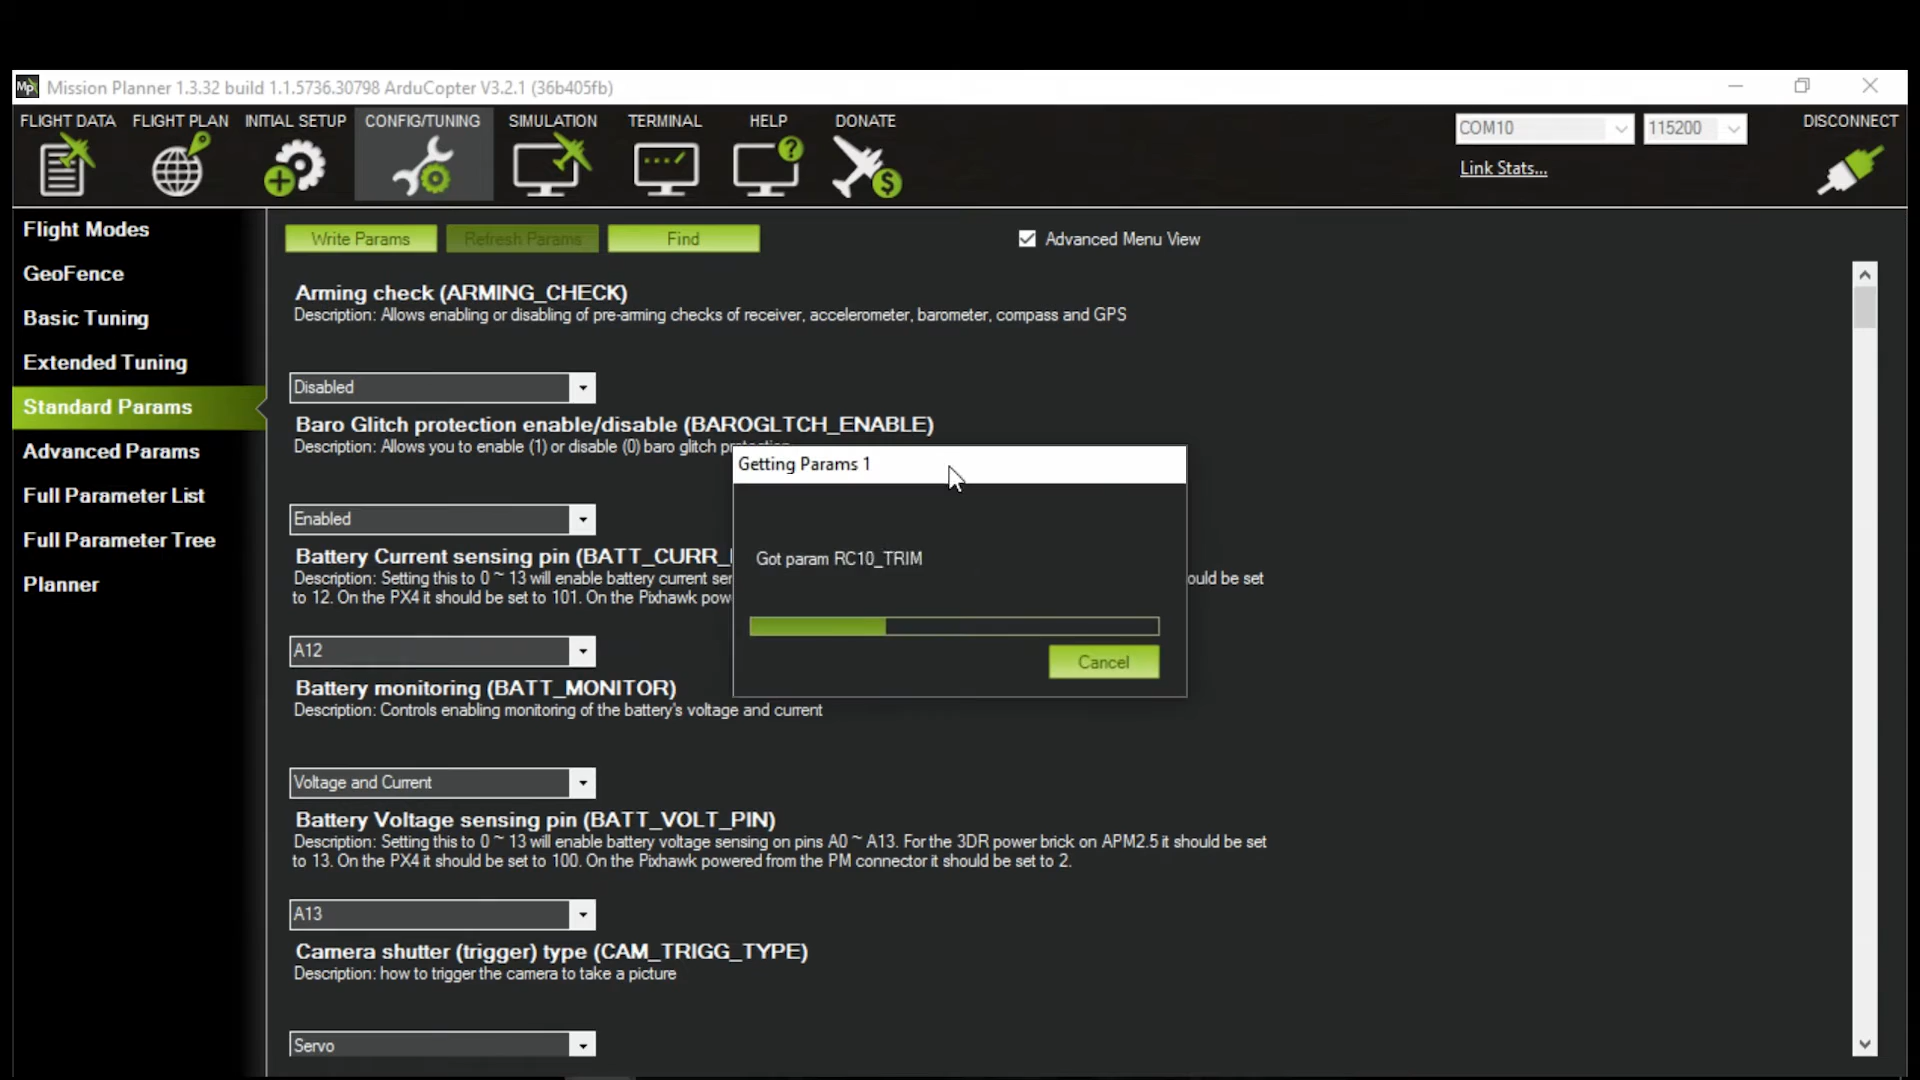 Mission Planner 1.3.32 build 1.1.5736.30798 ArduCopter V3.2.1 (36b405fb)
FLIGHT DATA FLIGHT PLAN INITIAL SETUP CONFIG/TUNING SIMULATION TERMINAL HELP DONATE
COM10 115200 DISCONNECT
Link Stats...
Flight Modes
GeoFence
Basic Tuning
Extended Tuning
Standard Params
Advanced Params
Full Parameter List
Full Parameter Tree
Planner
Write Params Refresh Params Find Advanced Menu View
Arming check (ARMING_CHECK)
Description: Allows enabling or disabling of pre-arming checks of receiver, accelerometer, barometer, compass and GPS
Disabled
Baro Glitch protection enable/disable (BAROGLTCH_ENABLE)
Description: Allows you to enable (1) or disable (0) baro glitch
Enabled
Battery Current sensing pin (BATT_CURR_
Description: Setting this to 0 ~ 13 will enable battery current ser ould be set
to 12. On the PX4 it should be set to 101. On the Pixhawk pow
A12
Battery monitoring (BATT_MONITOR)
Description: Controls enabling monitoring of the battery's voltage and current
Voltage and Current
Battery Voltage sensing pin (BATT_VOLT_PIN)
Description: Setting this to 0 ~ 13 will enable battery voltage sensing on pins A0 ~ A13. For the 3DR power brick on APM2.5 it should be set
to 13. On the PX4 it should be set to 100. On the Pixhawk powered from the PM connector it should be set to 2.
A13
Camera shutter (trigger) type (CAM_TRIGG_TYPE)
Description: how to trigger the camera to take a picture
Servo
Getting Params 1
Got param RC10_TRIM
Cancel